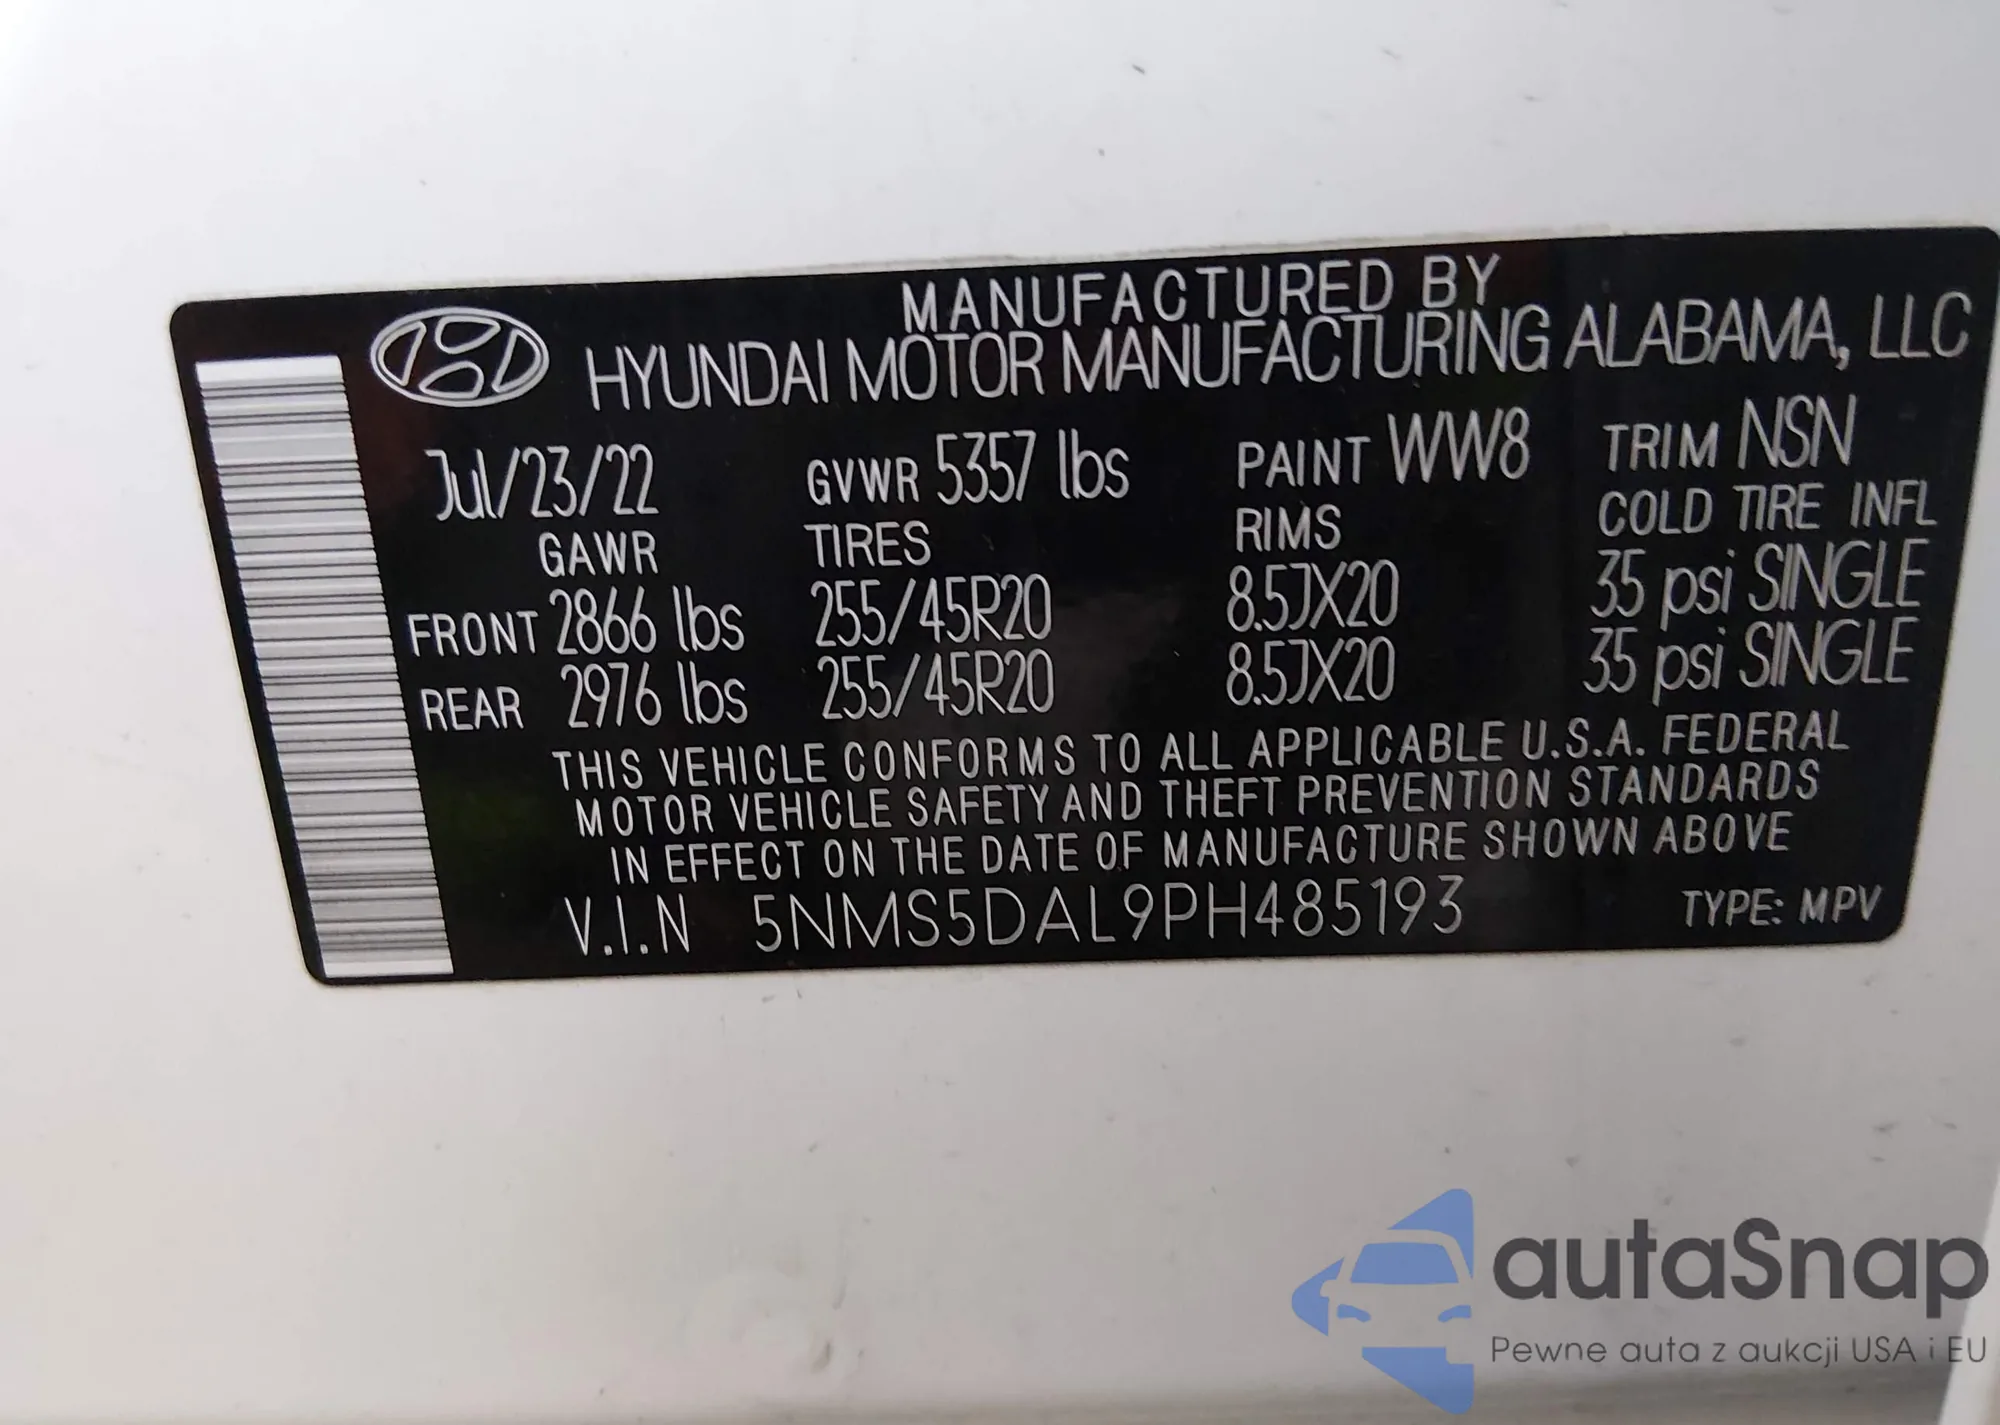 MANUFACTURED BY
HYUNDAI MOTOR MANUFACTURING ALABAMA, LLC
Jul/23/22 GVWR 5357 lbs PAINT WW8 TRIM NSN
GAWR TIRES RIMS COLD TIRE INFL
FRONT 2866 lbs 255/45R20 8.5JX20 35 psi SINGLE
REAR 2976 lbs 255/45R20 8.5JX20 35 psi SINGLE
THIS VEHICLE CONFORMS TO ALL APPLICABLE U.S.A. FEDERAL
MOTOR VEHICLE SAFETY AND THEFT PREVENTION STANDARDS
IN EFFECT ON THE DATE OF MANUFACTURE SHOWN ABOVE
V.I.N 5NMS5DAL9PH485193 TYPE: MPV
autaSnap
Pewne auta z aukcji USA i EU